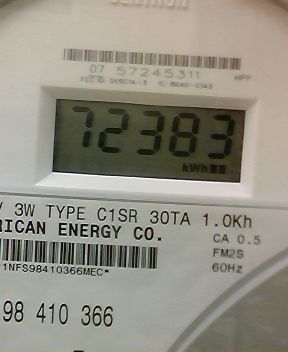 07 57245311
72383
kWh
V 3W TYPE C1SR 30TA 1.0Kh
RICAN ENERGY CO.
CA 0.5
FM2S
60Hz
1NFS98410366MEC*
98 410 366